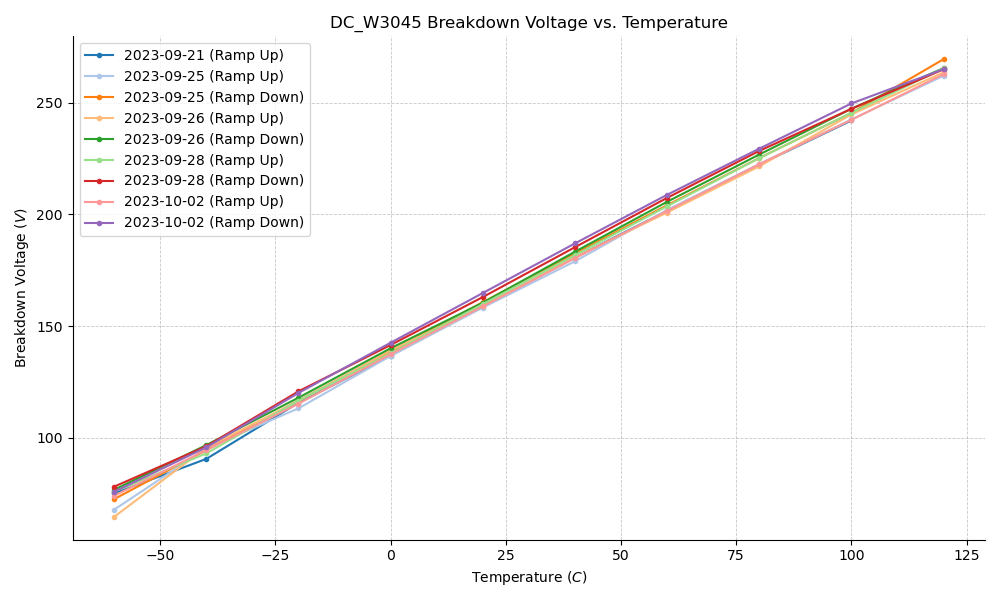 DC_W3045 Breakdown Voltage vs. Temperature
2023-09-21 (Ramp Up)
2023-09-25 (Ramp Up)
2023-09-25 (Ramp Down)
2023-09-26 (Ramp Up)
2023-09-26 (Ramp Down)
2023-09-28 (Ramp Up)
2023-09-28 (Ramp Down)
2023-10-02 (Ramp Up)
2023-10-02 (Ramp Down)
Breakdown Voltage (V)
250
200
150
100
−50 −25 0 25 50 75 100 125
Temperature (C)